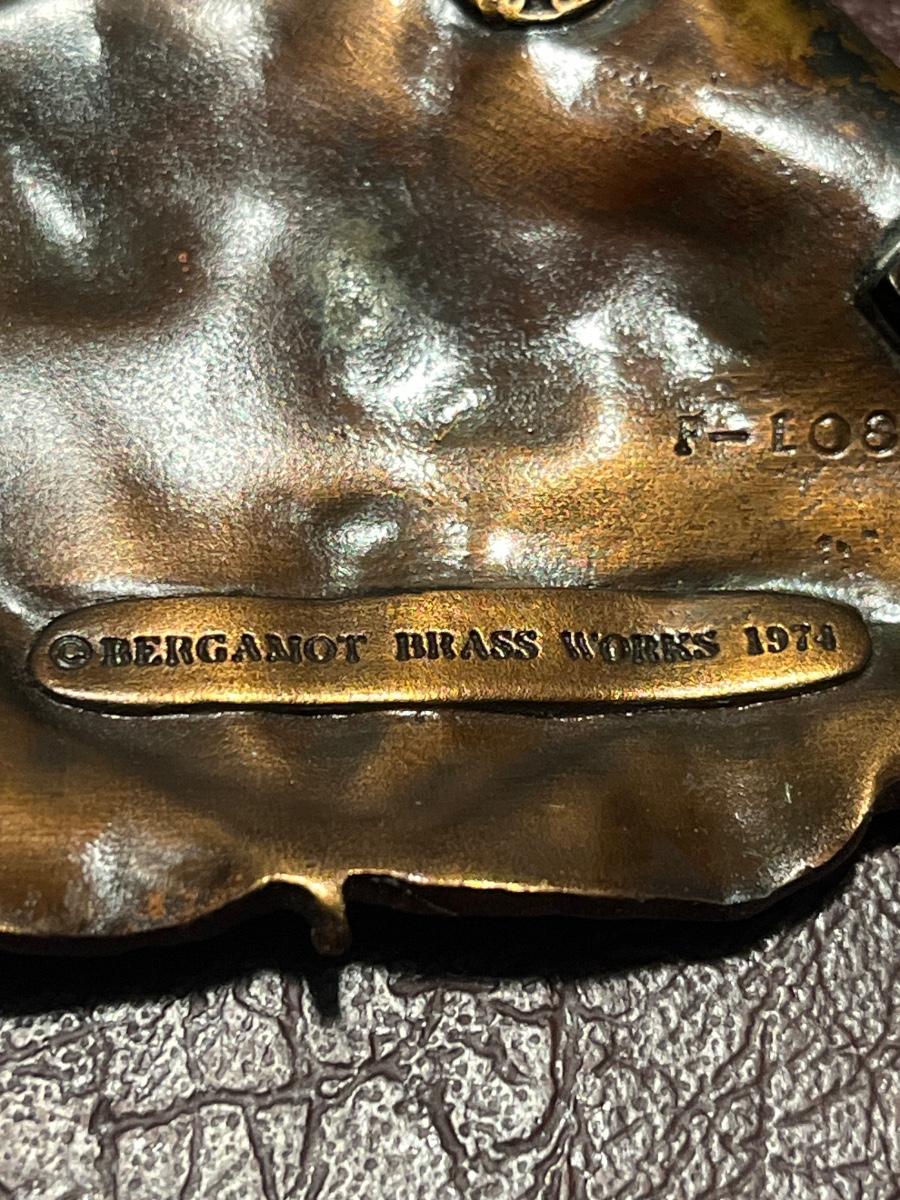 F-108
©BERGAMOT BRASS WORKS 1974